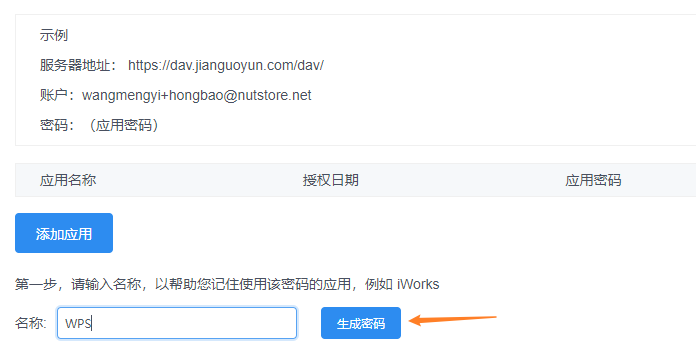 示例
服务器地址： https://dav.jianguoyun.com/dav/
账户：wangmengyi+hongbao@nutstore.net
密码：（应用密码）
应用名称 授权日期 应用密码
添加应用
第一步，请输入名称，以帮助您记住使用该密码的应用，例如 iWorks
名称: WPS 生成密码